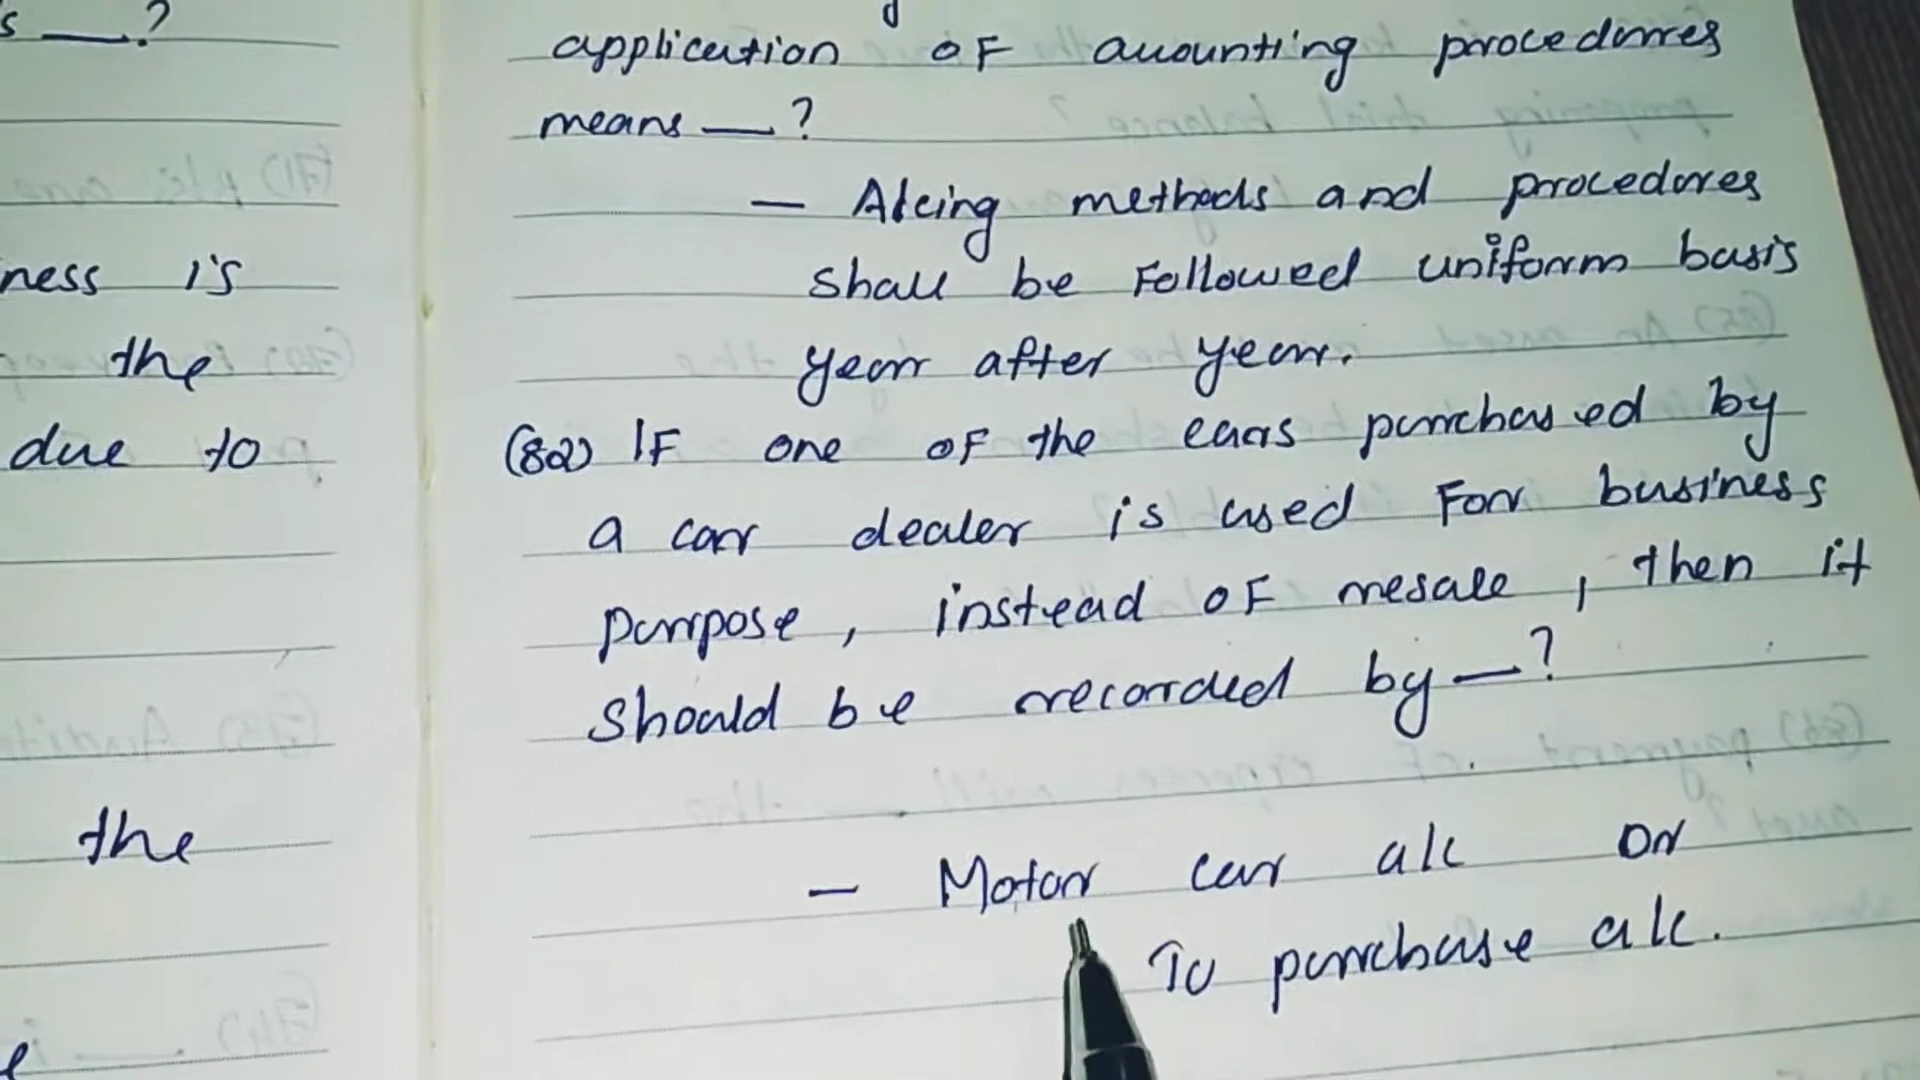 s —?
ness is
the
due to
the
application of accounting procedures
means —?
— Ateing methods and procedures
shall be Followed uniform basis
year after year.
(82) IF one of the cars purchased by
a car dealer is used For business
purpose, instead of resale, then it
should be recorded by —?
— Motor car a/c Dr
To purchase a/c.